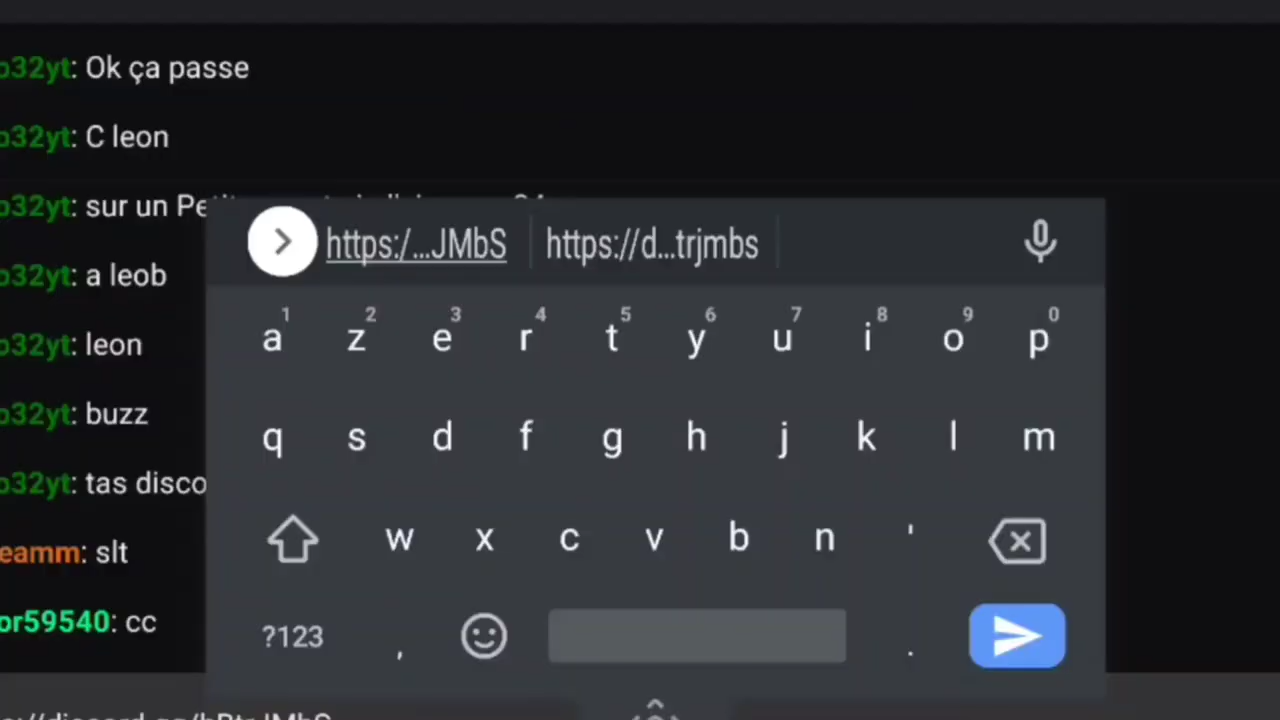 o32yt: Ok ça passe
o32yt: C leon
o32yt: sur un
o32yt: a leob
https:/...JMbS https://d...trjmbs
o32yt: leon
o32yt: buzz
o32yt: tas disco
eamm: slt
or59540: cc
1 2 3 4 5 6 7 8 9 0
a z e r t y u i o p
q s d f g h j k l m
w x c v b n '
?123 , .